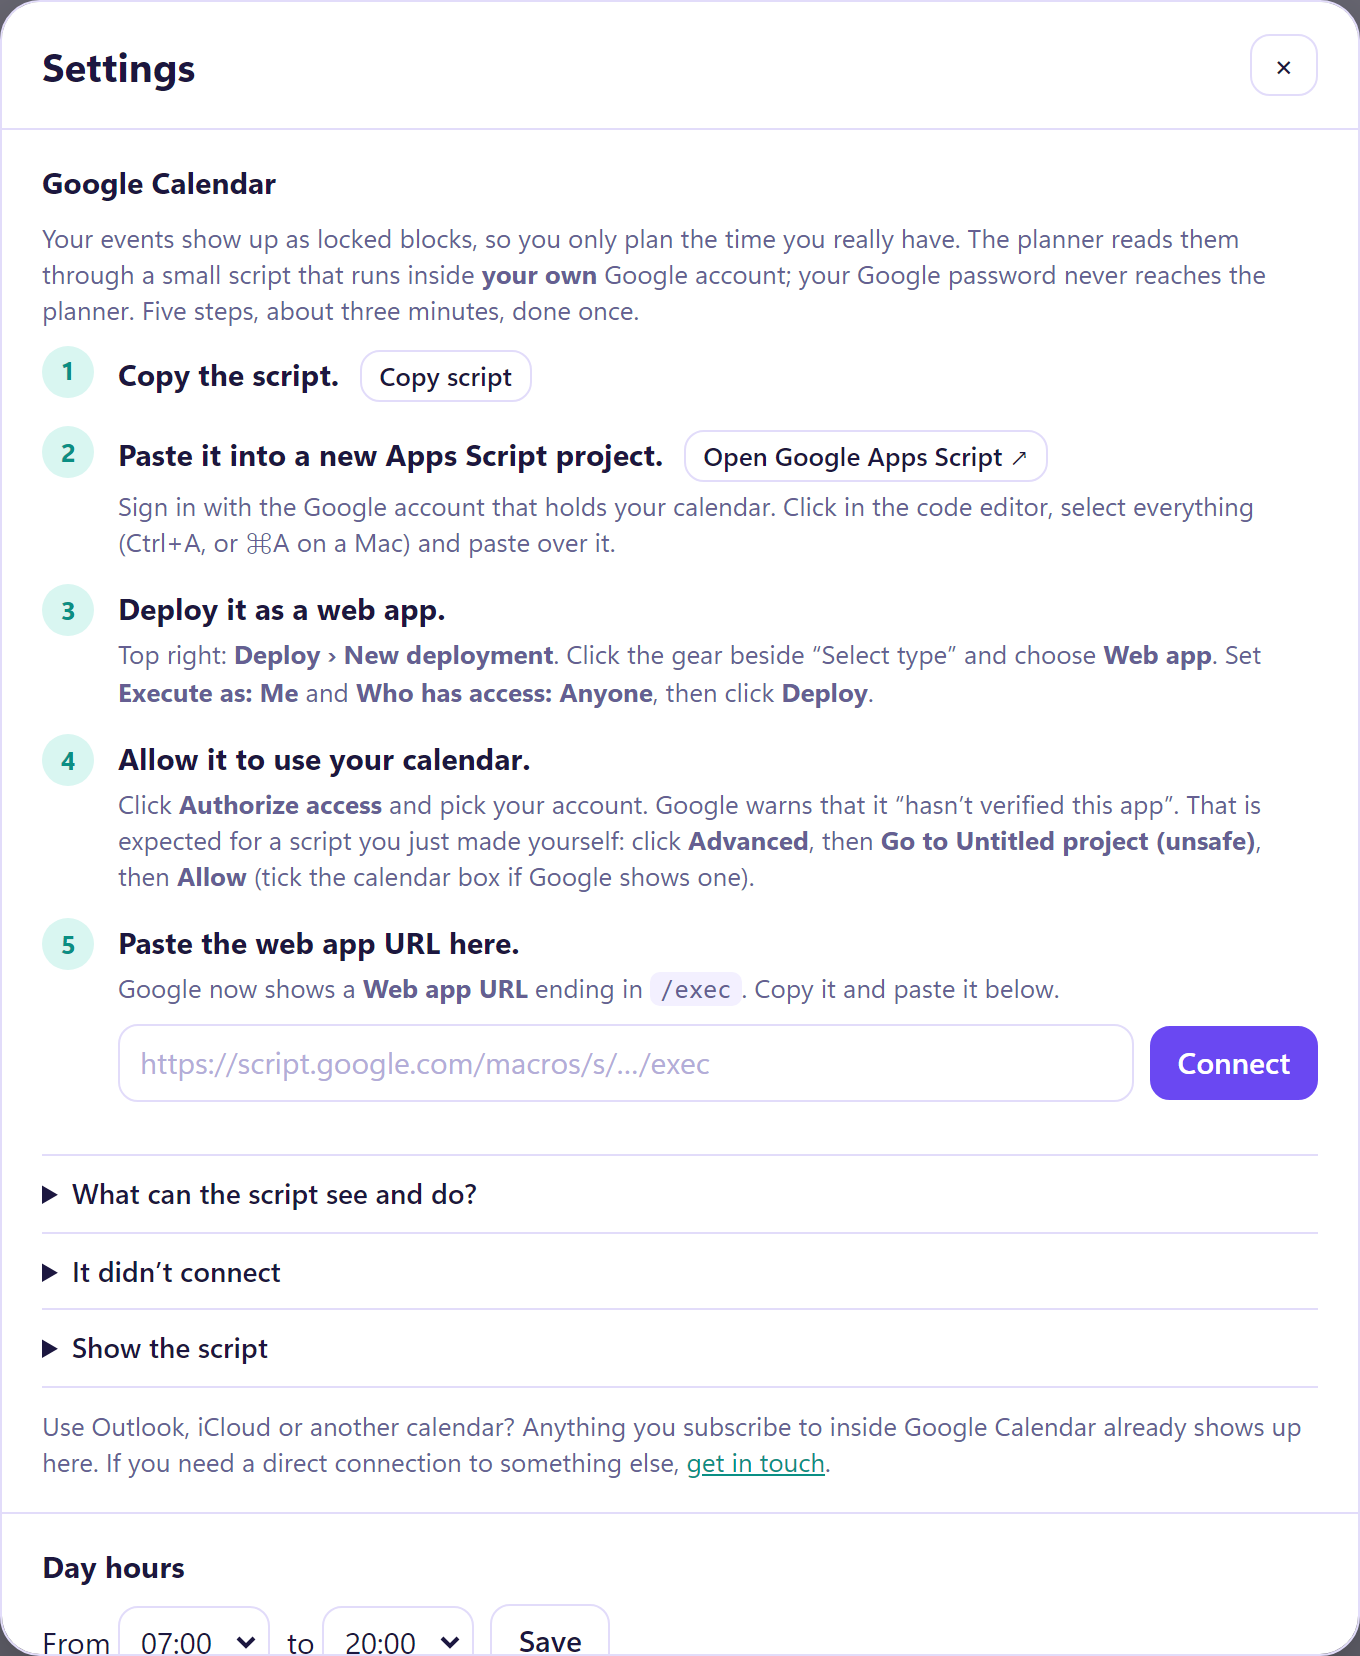 Settings
×
Google Calendar
Your events show up as locked blocks, so you only plan the time you really have. The planner reads them
through a small script that runs inside your own Google account; your Google password never reaches the
planner. Five steps, about three minutes, done once.
1 Copy the script. Copy script
2 Paste it into a new Apps Script project. Open Google Apps Script ↗
Sign in with the Google account that holds your calendar. Click in the code editor, select everything
(Ctrl+A, or ⌘A on a Mac) and paste over it.
3 Deploy it as a web app.
Top right: Deploy › New deployment. Click the gear beside “Select type” and choose Web app. Set
Execute as: Me and Who has access: Anyone, then click Deploy.
4 Allow it to use your calendar.
Click Authorize access and pick your account. Google warns that it “hasn’t verified this app”. That is
expected for a script you just made yourself: click Advanced, then Go to Untitled project (unsafe),
then Allow (tick the calendar box if Google shows one).
5 Paste the web app URL here.
Google now shows a Web app URL ending in /exec. Copy it and paste it below.
https://script.google.com/macros/s/…/exec Connect
▶ What can the script see and do?
▶ It didn’t connect
▶ Show the script
Use Outlook, iCloud or another calendar? Anything you subscribe to inside Google Calendar already shows up
here. If you need a direct connection to something else, get in touch.
Day hours
From 07:00 to 20:00 Save